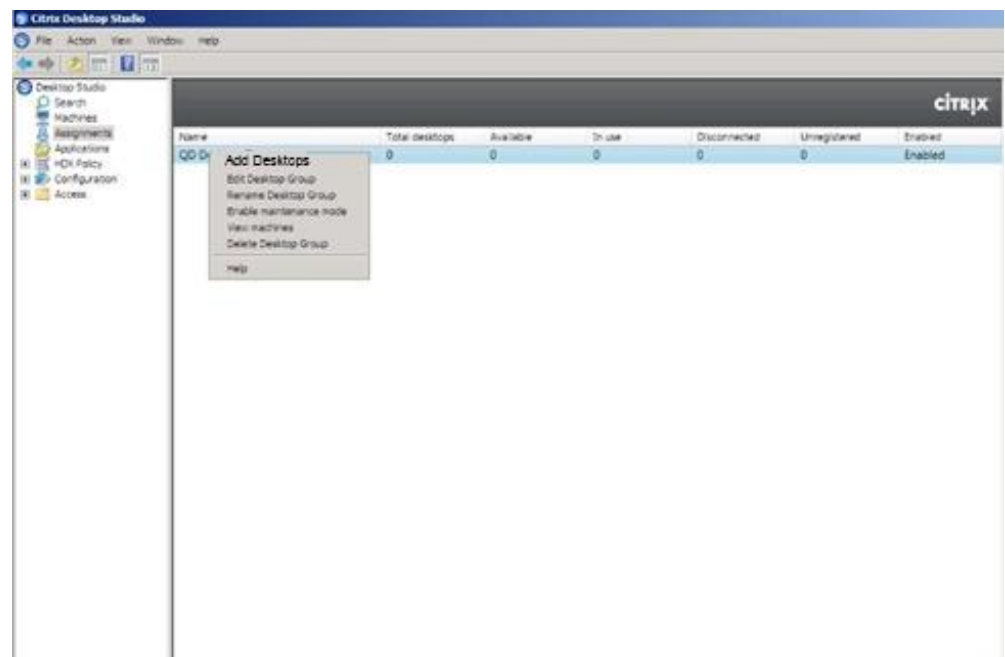 Citrix Desktop Studio
File Action View Window Help
Desktop Studio
Search
Machines
Assignments
Applications
HDX Policy
Configuration
Access
CITRIX
Name Total desktops Available In use Disconnected Unregistered Enabled
QD 0 0 0 0 0 Enabled
Add Desktops
Edit Desktop Group
Rename Desktop Group
Enable maintenance mode
View machines
Delete Desktop Group
Help